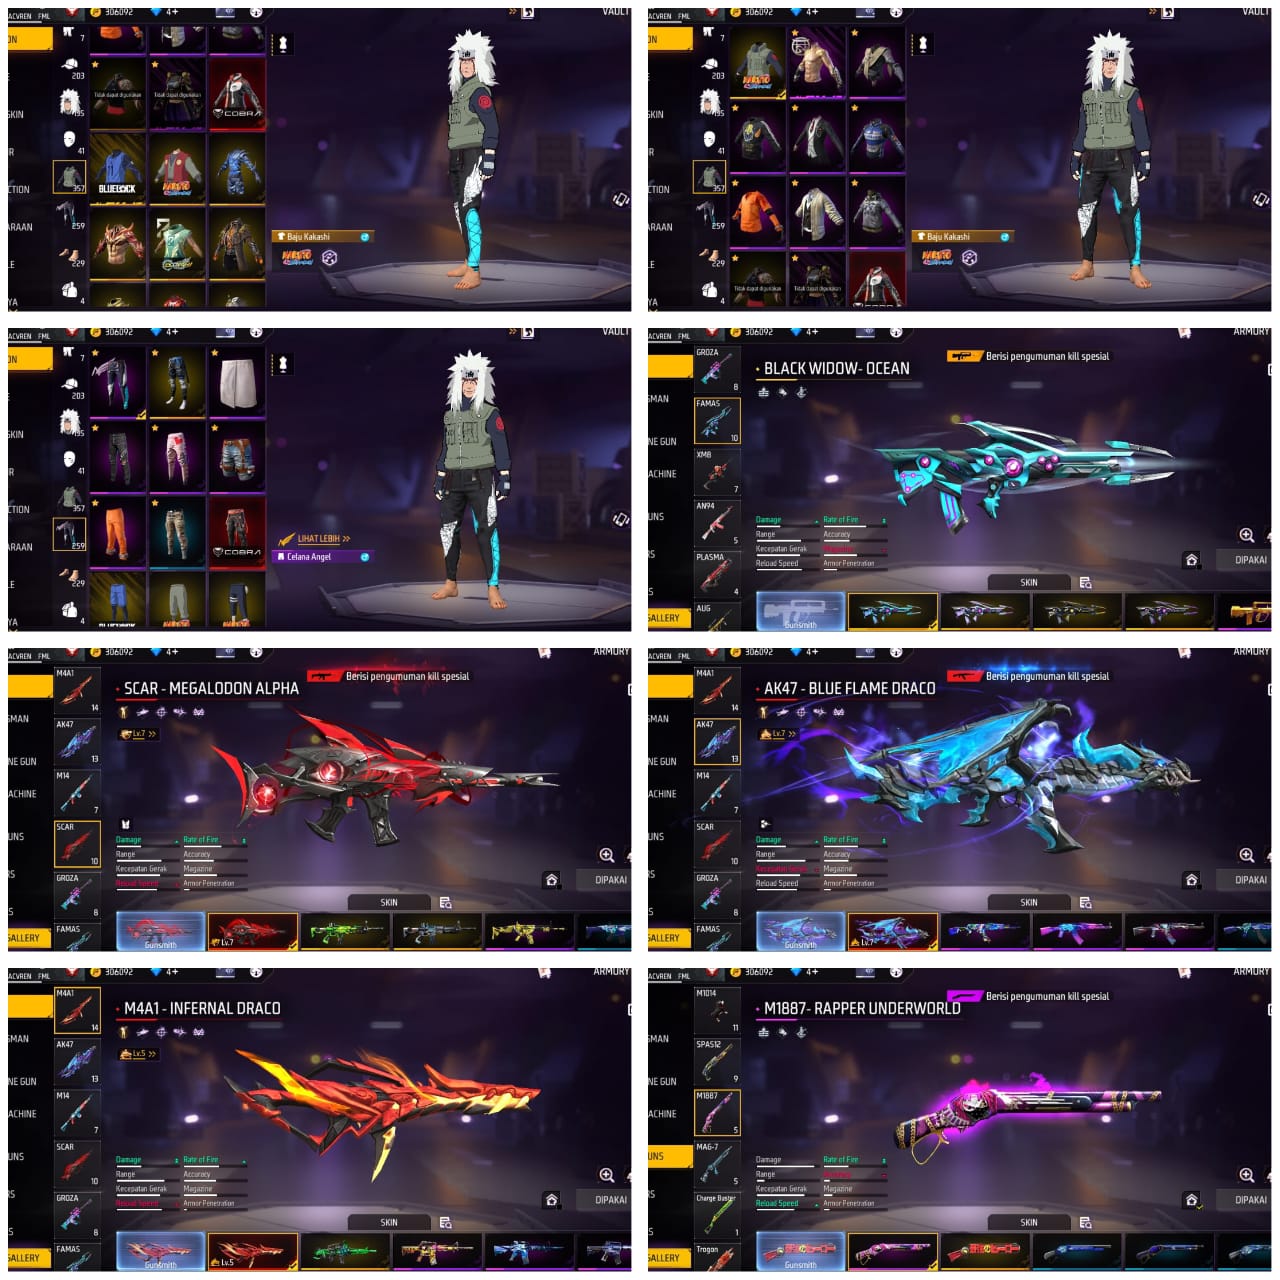 ACVREN FML
306092
4+
VAULT
ON
7
203
SKIN
135
41
CTION
357
ARAAN
259
LE
229
YA
4
Tidak dapat digunakan
Tidak dapat digunakan
COBRA
BLUELOCK
NARUTO
Baju Kakashi
NARUTO
ACVREN FML
306092
4+
VAULT
7
203
SKIN
135
41
CTION
357
ARAAN
259
LE
229
YA
4
NARUTO
Tidak dapat digunakan
Tidak dapat digunakan
Baju Kakashi
NARUTO
ACVREN FML
306092
4+
VAULT
ON
7
203
SKIN
135
41
CTION
357
ARAAN
259
LE
229
YA
4
COBRA
LIHAT LEBIH >>
Celana Angel
ACVREN FML
306092
4+
ARMORY
GROZA
8
FAMAS
10
XM8
7
AN94
5
PLASMA
4
AUG
SMAN
NE GUN
ACHINE
UNS
RS
GALLERY
BLACK WIDOW- OCEAN
Berisi pengumuman kill spesial
Damage
Rate of Fire
Range
Accuracy
Kecepatan Gerak
Magazine
Reload Speed
Armor Penetration
DIPAKAI
SKIN
Gunsmith
ACVREN FML
306092
4+
ARMORY
M4A1
14
AK47
13
M14
7
SCAR
10
GROZA
8
FAMAS
SMAN
NE GUN
ACHINE
UNS
S
GALLERY
SCAR - MEGALODON ALPHA
Berisi pengumuman kill spesial
Lv.7 >>
Damage
Rate of Fire
Range
Accuracy
Kecepatan Gerak
Magazine
Reload Speed
Armor Penetration
DIPAKAI
SKIN
Gunsmith
Lv.7
ACVREN FML
306092
4+
ARMORY
M4A1
14
AK47
13
M14
7
SCAR
10
GROZA
8
FAMAS
SMAN
NE GUN
ACHINE
UNS
S
GALLERY
AK47 - BLUE FLAME DRACO
Berisi pengumuman kill spesial
Lv.7 >>
Damage
Rate of Fire
Range
Accuracy
Kecepatan Gerak
Magazine
Reload Speed
Armor Penetration
DIPAKAI
SKIN
Gunsmith
Lv.7
ACVREN FML
306092
4+
ARMORY
M4A1
14
AK47
13
M14
7
SCAR
10
GROZA
8
FAMAS
SMAN
NE GUN
ACHINE
UNS
RS
GALLERY
M4A1 - INFERNAL DRACO
Lv.5 >>
Damage
Rate of Fire
Range
Accuracy
Kecepatan Gerak
Magazine
Reload Speed
Armor Penetration
DIPAKAI
SKIN
Gunsmith
Lv.5
ACVREN FML
306092
4+
ARMORY
M1014
11
SPAS12
9
M1887
5
MAG-7
5
Charge Buster
1
Trogon
SMAN
NE GUN
ACHINE
UNS
RS
GALLERY
M1887- RAPPER UNDERWORLD
Berisi pengumuman kill spesial
Damage
Rate of Fire
Range
Kecepatan Gerak
Magazine
Reload Speed
Armor Penetration
DIPAKAI
SKIN
Gunsmith